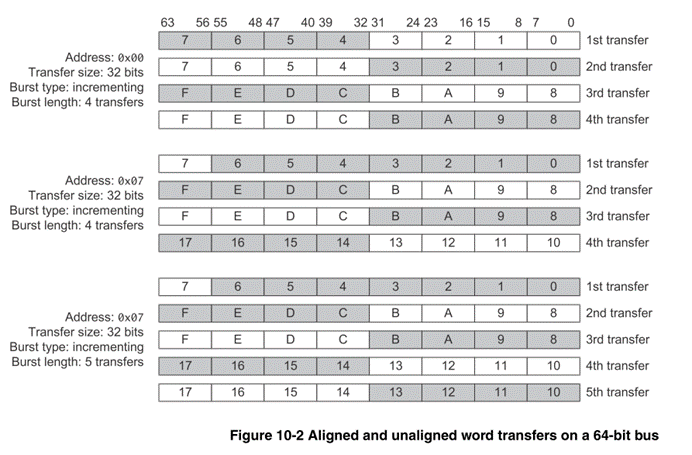 63 56 55 48 47 40 39 32 31 24 23 16 15 8 7 0
7 6 5 4 3 2 1 0 1st transfer
Address: 0x00
7 6 5 4 3 2 1 0 2nd transfer
Transfer size: 32 bits
Burst type: incrementing
F E D C B A 9 8 3rd transfer
Burst length: 4 transfers
F E D C B A 9 8 4th transfer
7 6 5 4 3 2 1 0 1st transfer
Address: 0x07
F E D C B A 9 8 2nd transfer
Transfer size: 32 bits
Burst type: incrementing
F E D C B A 9 8 3rd transfer
Burst length: 4 transfers
17 16 15 14 13 12 11 10 4th transfer
7 6 5 4 3 2 1 0 1st transfer
Address: 0x07
F E D C B A 9 8 2nd transfer
Transfer size: 32 bits
Burst type: incrementing
F E D C B A 9 8 3rd transfer
Burst length: 5 transfers
17 16 15 14 13 12 11 10 4th transfer
17 16 15 14 13 12 11 10 5th transfer
Figure 10-2 Aligned and unaligned word transfers on a 64-bit bus